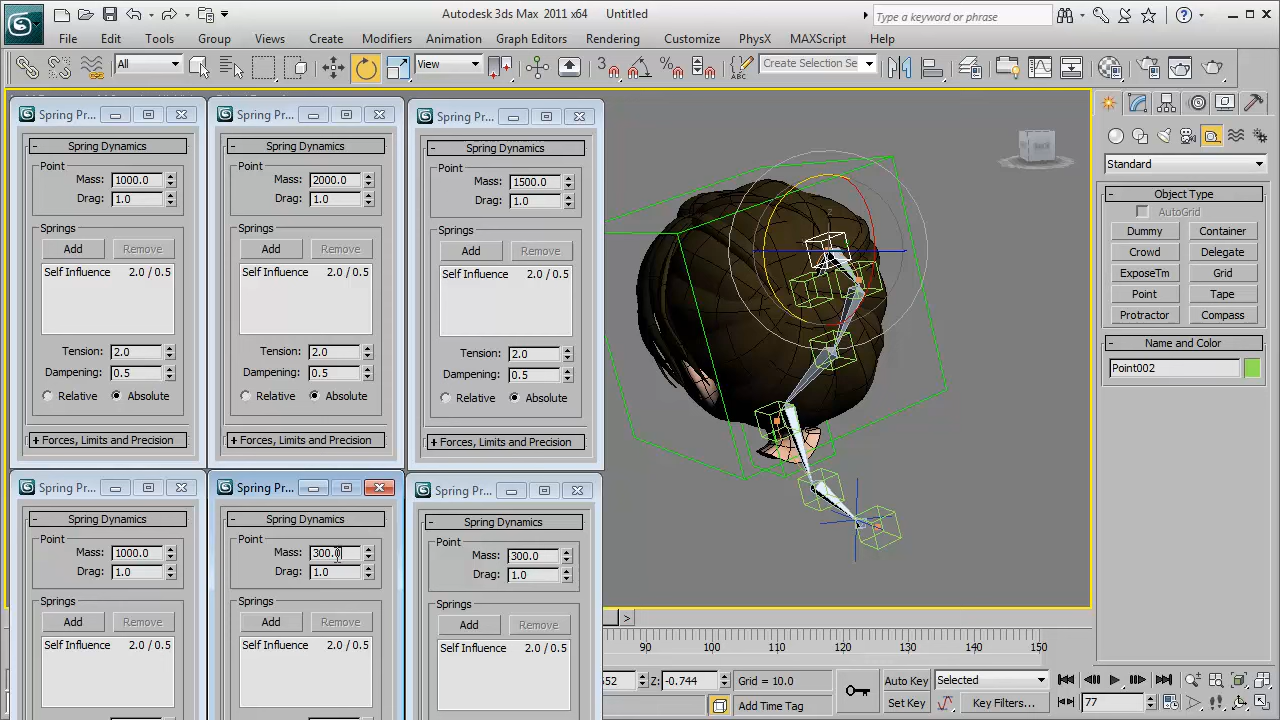 Autodesk 3ds Max 2011 x64 Untitled
Type a keyword or phrase
File Edit Tools Group Views Create Modifiers Animation Graph Editors Rendering Customize PhysX MAXScript Help
All View 3 % ABC Create Selection Se
Spring Pr... Spring Pr... Spring Pr...
Spring Dynamics Spring Dynamics Spring Dynamics
Point Point Point
Mass: 1000.0 Mass: 2000.0 Mass: 1500.0
Drag: 1.0 Drag: 1.0 Drag: 1.0
Springs Springs Springs
Add Remove Add Remove Add Remove
Self Influence 2.0 / 0.5 Self Influence 2.0 / 0.5 Self Influence 2.0 / 0.5
Tension: 2.0 Tension: 2.0 Tension: 2.0
Dampening: 0.5 Dampening: 0.5 Dampening: 0.5
Relative Absolute Relative Absolute Relative Absolute
Forces, Limits and Precision Forces, Limits and Precision Forces, Limits and Precision
Spring Pr... Spring Pr... Spring Pr...
Spring Dynamics Spring Dynamics Spring Dynamics
Point Point Point
Mass: 1000.0 Mass: 300.0 Mass: 300.0
Drag: 1.0 Drag: 1.0 Drag: 1.0
Springs Springs Springs
Add Remove Add Remove Add Remove
Self Influence 2.0 / 0.5 Self Influence 2.0 / 0.5 Self Influence 2.0 / 0.5
Standard
Object Type
AutoGrid
Dummy Container
Crowd Delegate
ExposeTm Grid
Point Tape
Protractor Compass
Name and Color
Point002
90 100 110 120 130 140 150
Z: -0.744 Grid = 10.0 Auto Key Selected
Add Time Tag Set Key Key Filters... 77